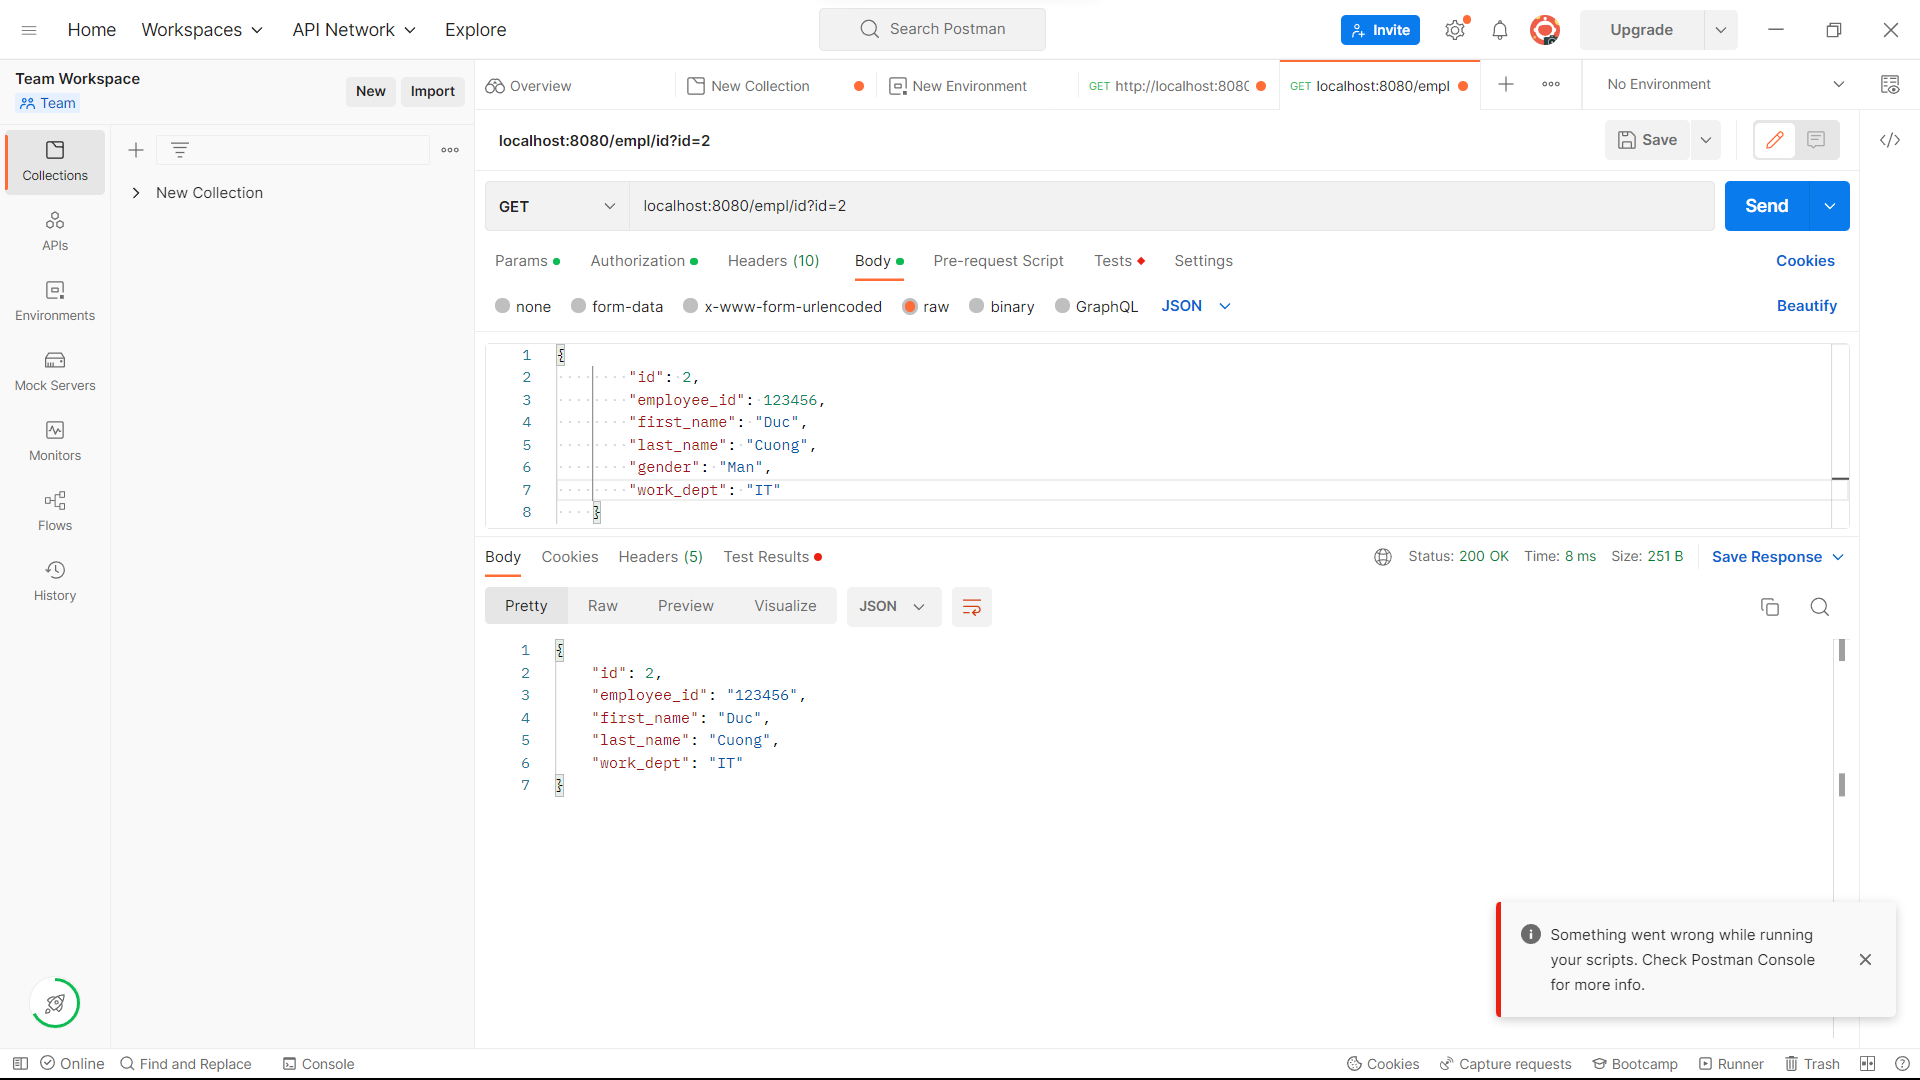 Home Workspaces API Network Explore Search Postman Invite Upgrade
Team Workspace
Team
New Import
Overview New Collection New Environment GET http://localhost:808 GET localhost:8080/empl No Environment
Collections
APIs
Environments
Mock Servers
Monitors
Flows
History
New Collection
localhost:8080/empl/id?id=2 Save
GET localhost:8080/empl/id?id=2 Send
Params Authorization Headers (10) Body Pre-request Script Tests Settings Cookies
none form-data x-www-form-urlencoded raw binary GraphQL JSON Beautify
1 {
2 "id": 2,
3 "employee_id": 123456,
4 "first_name": "Duc",
5 "last_name": "Cuong",
6 "gender": "Man",
7 "work_dept": "IT"
8 }
Body Cookies Headers (5) Test Results Status: 200 OK Time: 8 ms Size: 251 B Save Response
Pretty Raw Preview Visualize JSON
1 {
2 "id": 2,
3 "employee_id": "123456",
4 "first_name": "Duc",
5 "last_name": "Cuong",
6 "work_dept": "IT"
7 }
Something went wrong while running
your scripts. Check Postman Console
for more info.
Online Find and Replace Console Cookies Capture requests Bootcamp Runner Trash